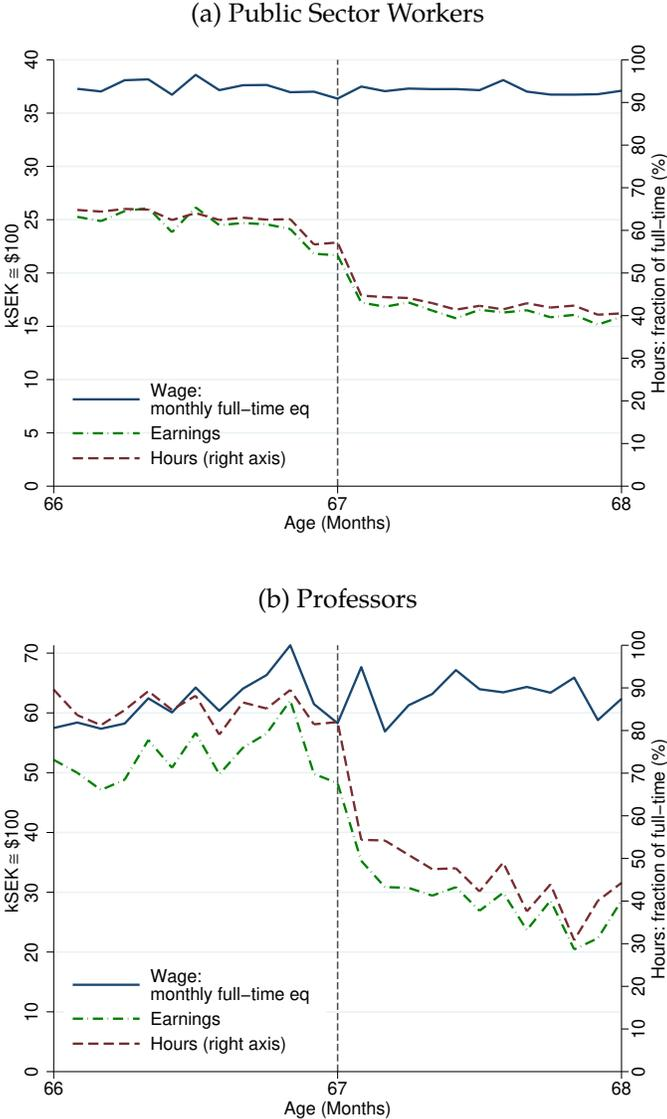 (a) Public Sector Workers
40
35
30
25
20
15
10
5
0
kSEK ≅ $100
100
90
80
70
60
50
40
30
20
10
0
Hours: fraction of full−time (%)
Wage:
monthly full−time eq
Earnings
Hours (right axis)
66
67
68
Age (Months)
(b) Professors
70
60
50
40
30
20
10
0
kSEK ≅ $100
100
90
80
70
60
50
40
30
20
10
0
Hours: fraction of full−time (%)
Wage:
monthly full−time eq
Earnings
Hours (right axis)
66
67
68
Age (Months)